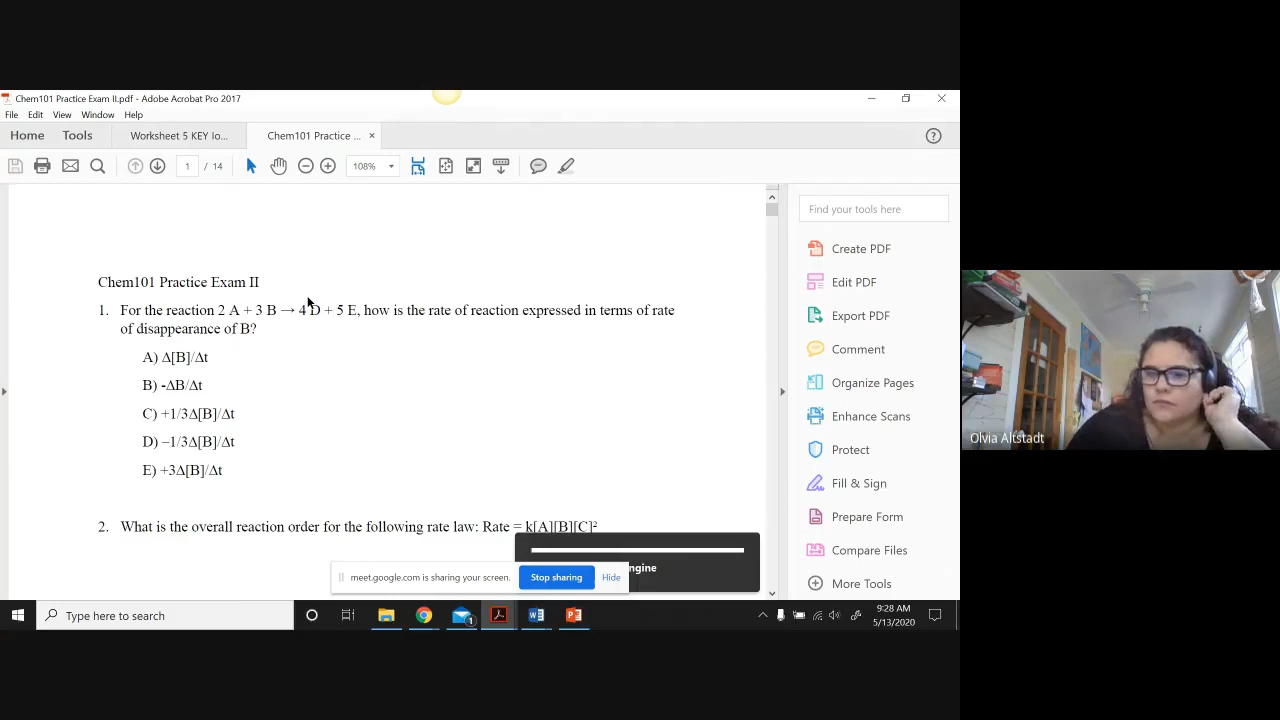 Chem101 Practice Exam II.pdf - Adobe Acrobat Pro 2017
File Edit View Window Help
Home Tools Worksheet 5 KEY lo... Chem101 Practice ... ×
1 / 14 108%
Find your tools here
Create PDF
Edit PDF
Export PDF
Comment
Organize Pages
Enhance Scans
Protect
Fill & Sign
Prepare Form
Compare Files
More Tools
Chem101 Practice Exam II
1. For the reaction 2 A + 3 B → 4 D + 5 E, how is the rate of reaction expressed in terms of rate
of disappearance of B?
A) Δ[B]/Δt
B) -ΔB/Δt
C) +1/3Δ[B]/Δt
D) –1/3Δ[B]/Δt
E) +3Δ[B]/Δt
2. What is the overall reaction order for the following rate law: Rate = k[A][B][C]²
ngine
meet.google.com is sharing your screen. Stop sharing Hide
Type here to search
1
9:28 AM
5/13/2020
Olvia Altstadt